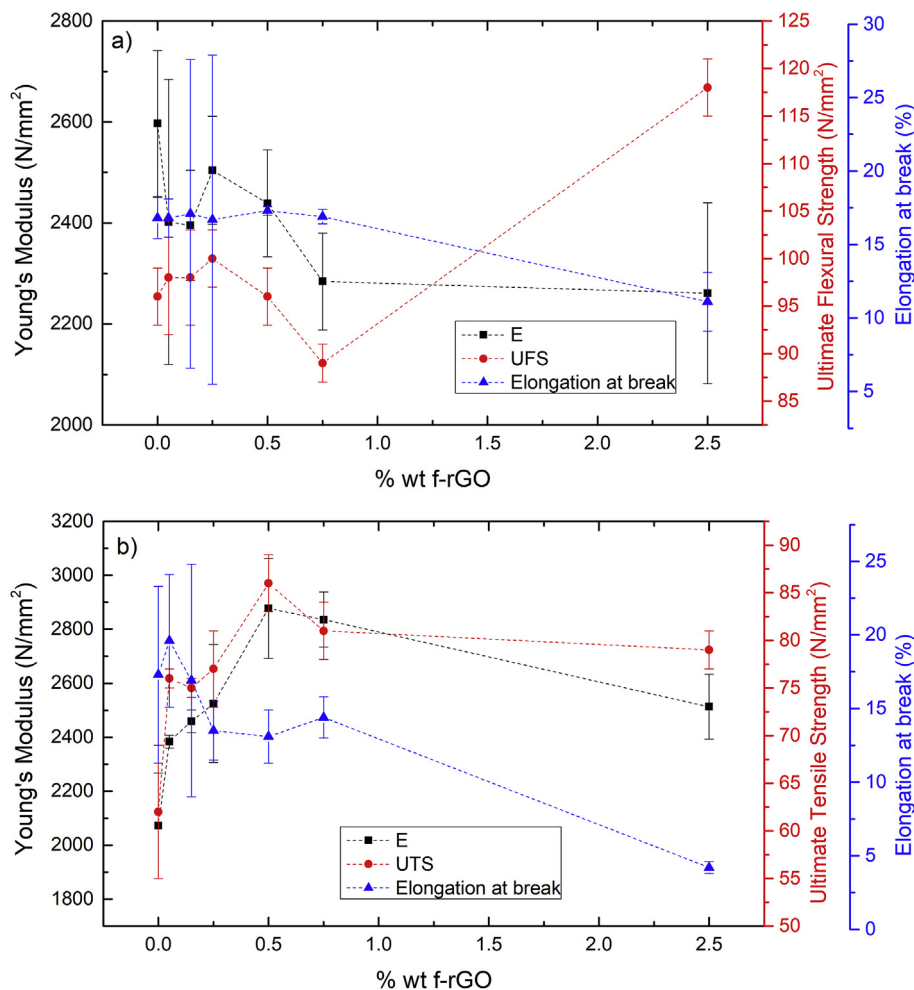 a)
Young's Modulus (N/mm²)
2800
2600
2400
2200
2000
0.0 0.5 1.0 1.5 2.0 2.5
% wt f-rGO
E
UFS
Elongation at break
125
120
115
110
105
100
95
90
85
Ultimate Flexural Strength (N/mm²)
30
25
20
15
10
5
Elongation at break (%)
b)
Young's Modulus (N/mm²)
3200
3000
2800
2600
2400
2200
2000
1800
0.0 0.5 1.0 1.5 2.0 2.5
% wt f-rGO
E
UTS
Elongation at break
90
85
80
75
70
65
60
55
50
Ultimate Tensile Strength (N/mm²)
25
20
15
10
5
0
Elongation at break (%)